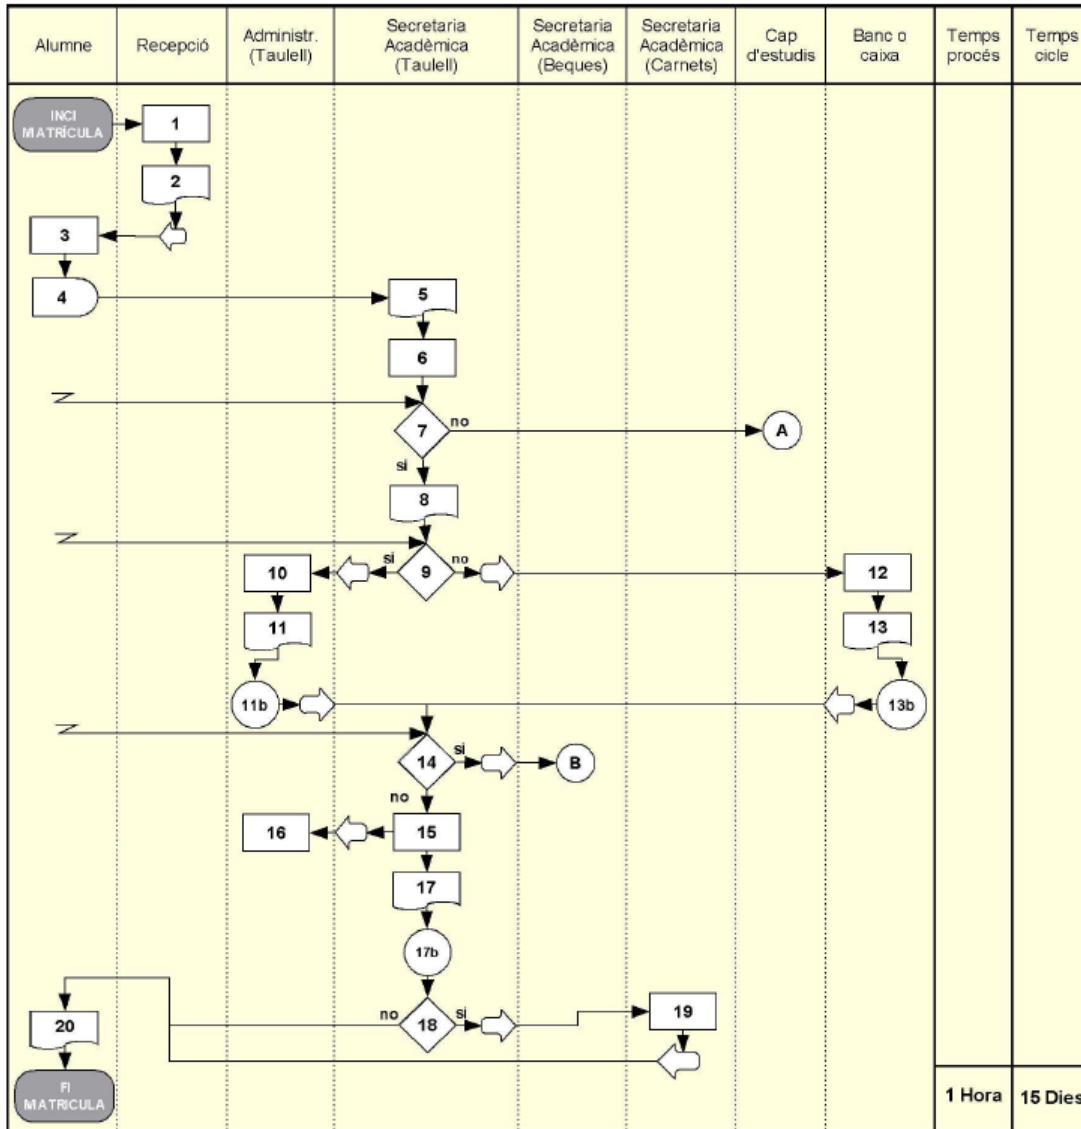 Alumne
Recepció
Administr.
(Taulell)
Secretaria
Acadèmica
(Taulell)
Secretaria
Acadèmica
(Beques)
Secretaria
Acadèmica
(Carnets)
Cap
d'estudis
Banc o
caixa
Temps
procés
Temps
cicle
INCI
MATRÍCULA
1
2
3
4
5
6
7
no
A
si
8
10
si
9
no
12
11
13
11b
13b
14
si
B
no
16
15
17
17b
20
no
18
si
19
FI
MATRICULA
1 Hora
15 Dies